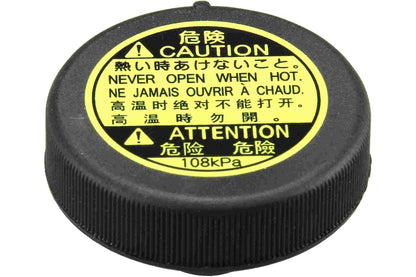 危険
CAUTION
熱い時あけないこと。
NEVER OPEN WHEN HOT.
NE JAMAIS OUVRIR À CHAUD.
高温时绝对不能打开。
高温時勿開。
ATTENTION
危险 危險
108kPa